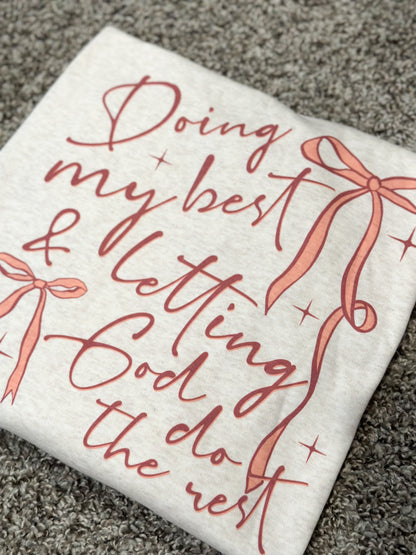 Doing
my best
& letting
God do
the rest